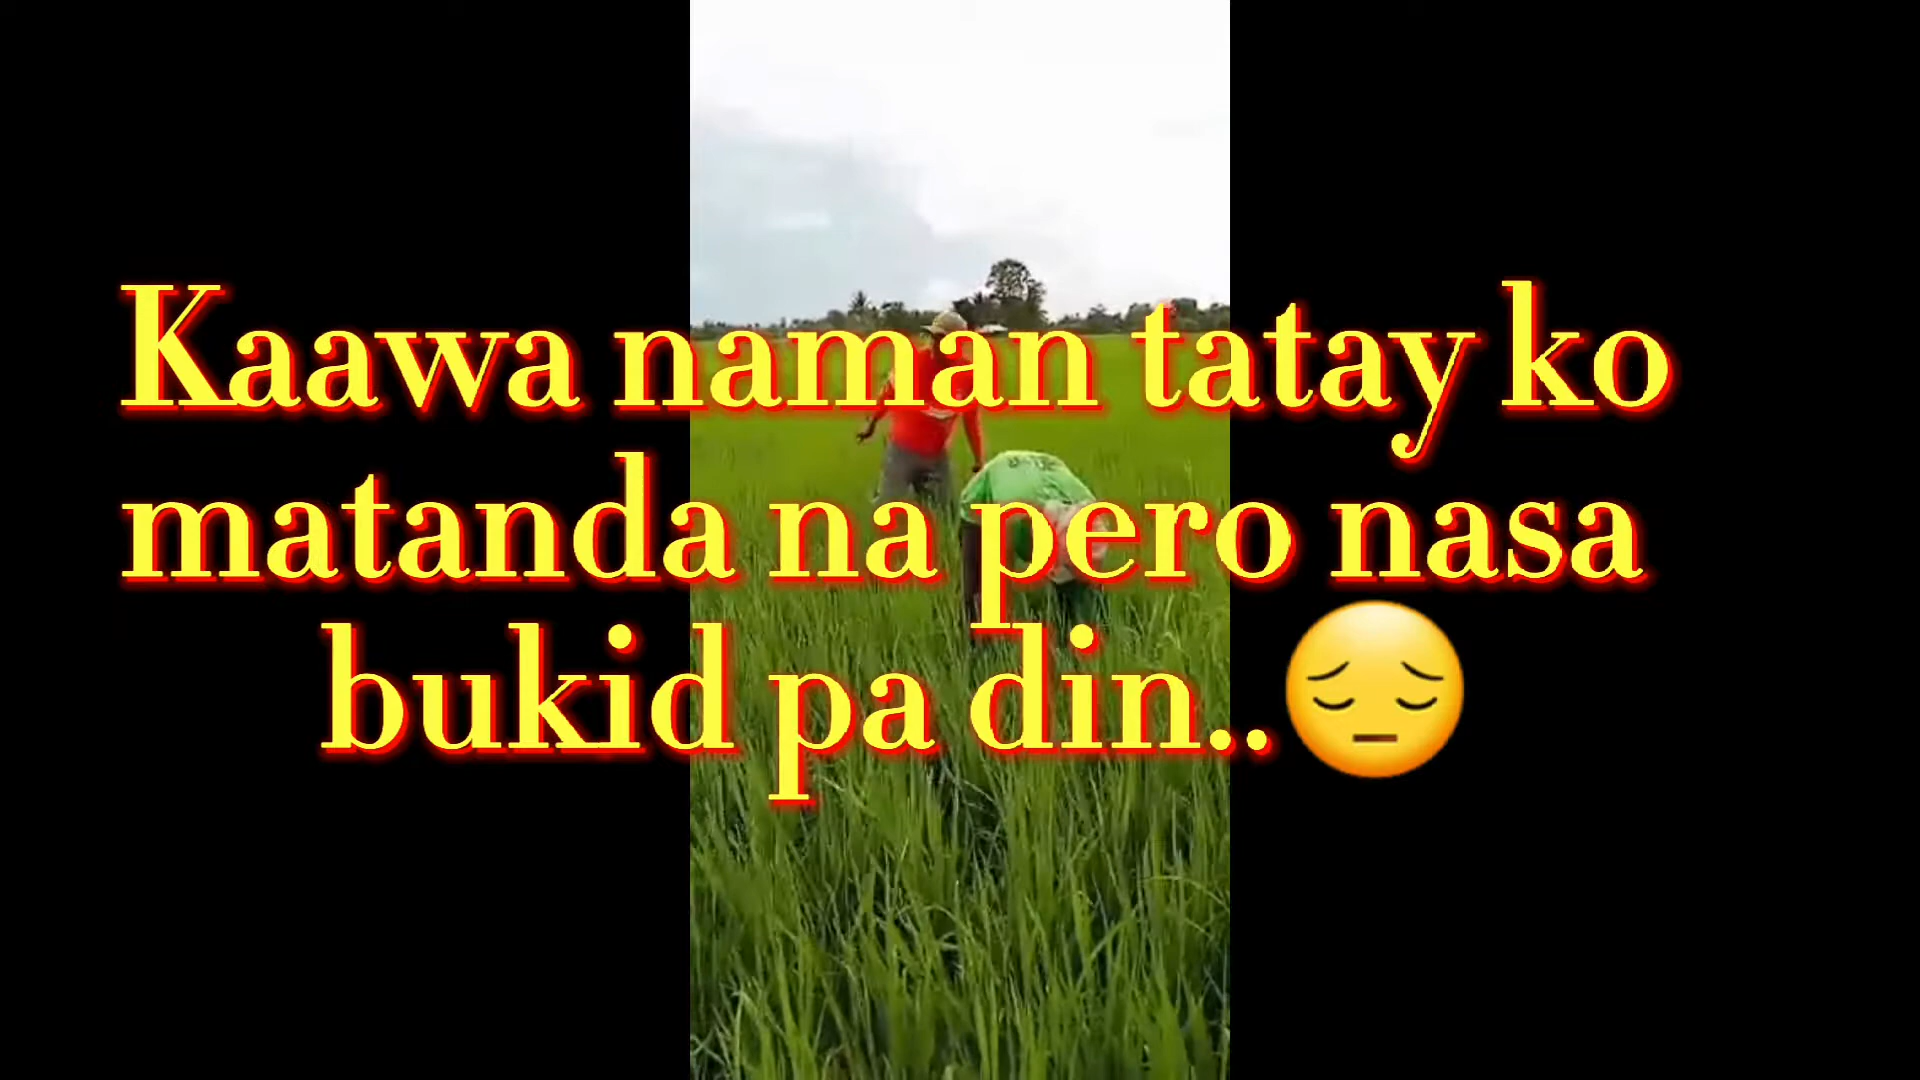 Kaawa naman tatay ko
matanda na pero nasa
bukid pa din..😔